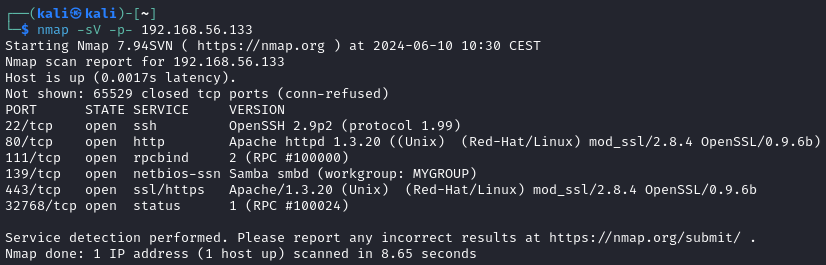 ┌──(kali㉿kali)-[~]
└─$ nmap -sV -p- 192.168.56.133
Starting Nmap 7.94SVN ( https://nmap.org ) at 2024-06-10 10:30 CEST
Nmap scan report for 192.168.56.133
Host is up (0.0017s latency).
Not shown: 65529 closed tcp ports (conn-refused)
PORT      STATE SERVICE     VERSION
22/tcp    open  ssh         OpenSSH 2.9p2 (protocol 1.99)
80/tcp    open  http        Apache httpd 1.3.20 ((Unix)  (Red-Hat/Linux) mod_ssl/2.8.4 OpenSSL/0.9.6b)
111/tcp   open  rpcbind     2 (RPC #100000)
139/tcp   open  netbios-ssn Samba smbd (workgroup: MYGROUP)
443/tcp   open  ssl/https   Apache/1.3.20 (Unix)  (Red-Hat/Linux) mod_ssl/2.8.4 OpenSSL/0.9.6b
32768/tcp open  status      1 (RPC #100024)
Service detection performed. Please report any incorrect results at https://nmap.org/submit/ .
Nmap done: 1 IP address (1 host up) scanned in 8.65 seconds